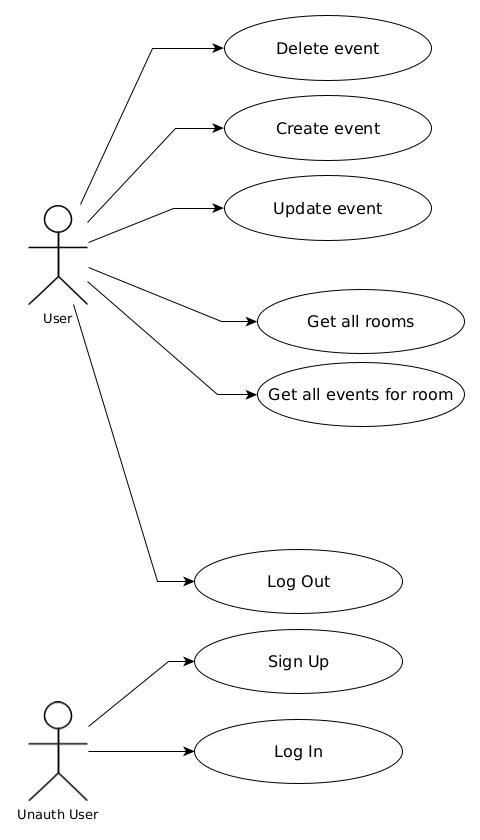 Delete event
Create event
Update event
User
Get all rooms
Get all events for room
Log Out
Sign Up
Log In
Unauth User